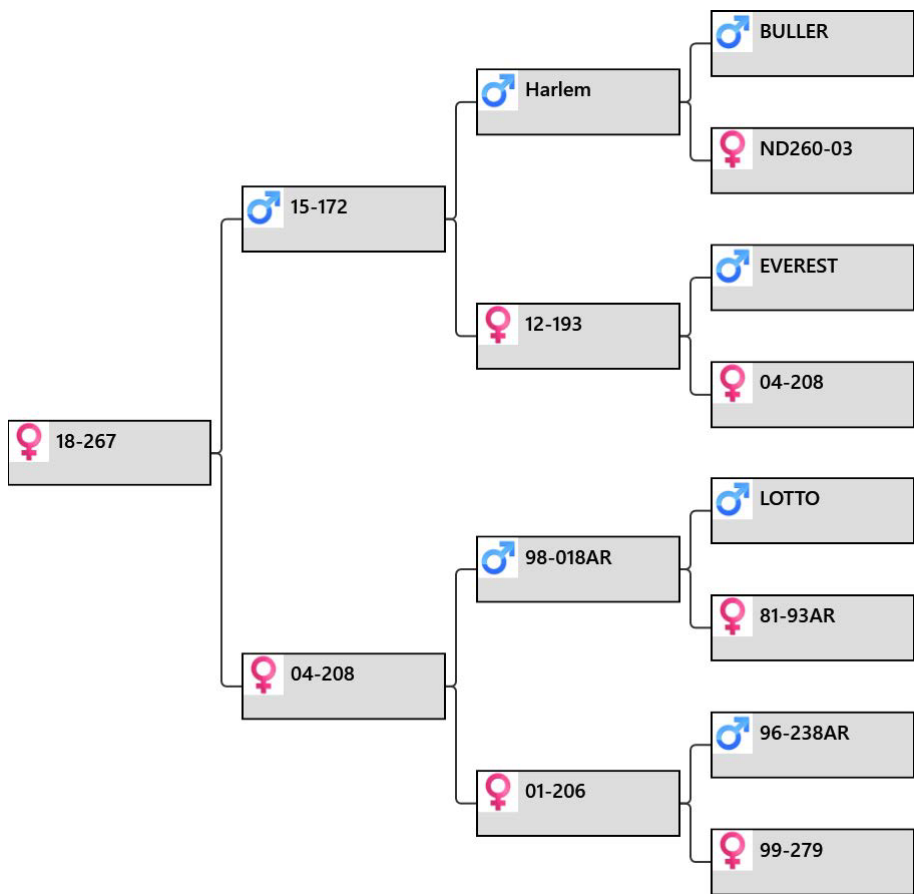 BULLER
Harlem
ND260-03
15-172
EVEREST
12-193
04-208
18-267
LOTTO
98-018AR
81-93AR
04-208
96-238AR
01-206
99-279